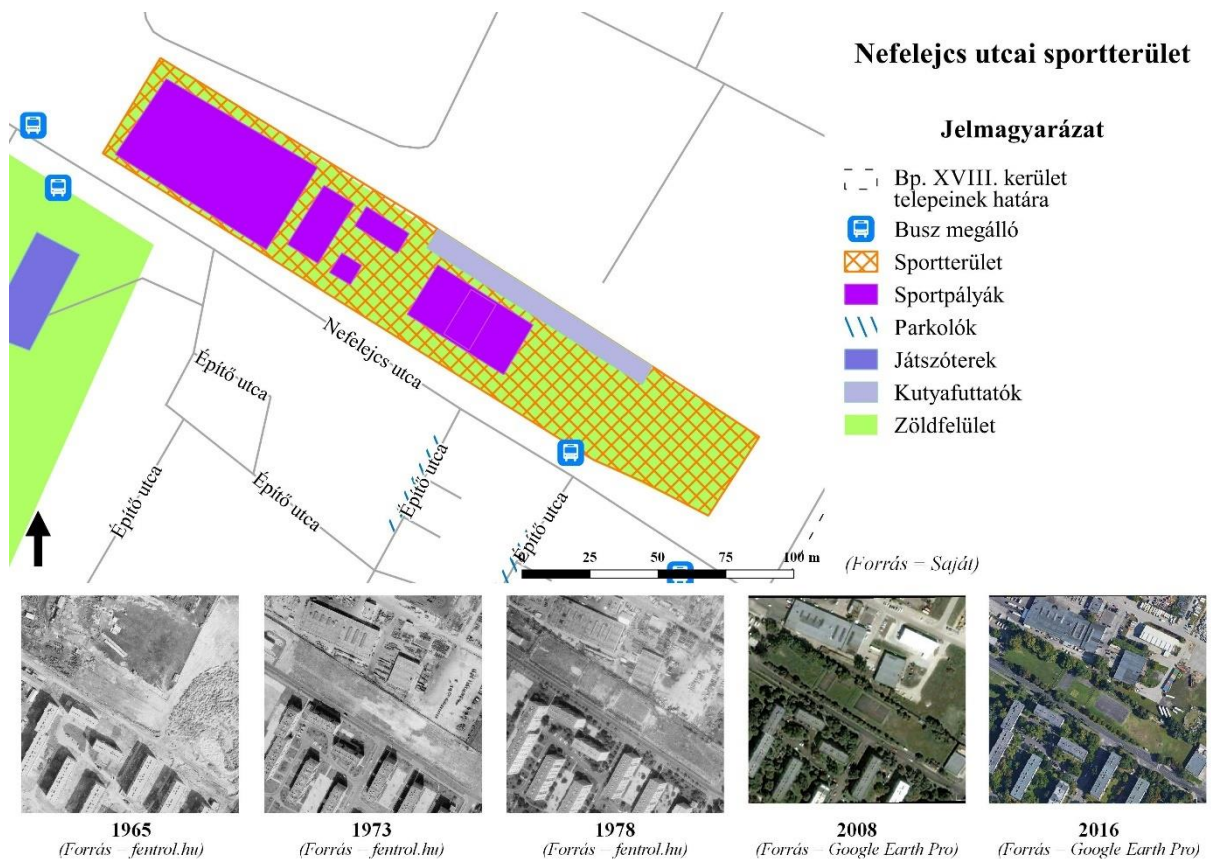 Nefelejcs utcai sportterület
Jelmagyarázat
Bp. XVIII. kerület
telepeinek határa
Busz megálló
Sportterület
Sportpályák
Parkolók
Játszóterek
Kutyafuttatók
Zöldfelület
Nefelejcs utca
Építő utca
Építő utca
Építő utca
Építő utca
Építő utca
0 25 50 75 100 m
(Forrás = Saját)
1965
(Forrás – fentrol.hu)
1973
(Forrás – fentrol.hu)
1978
(Forrás – fentrol.hu)
2008
(Forrás – Google Earth Pro)
2016
(Forrás – Google Earth Pro)